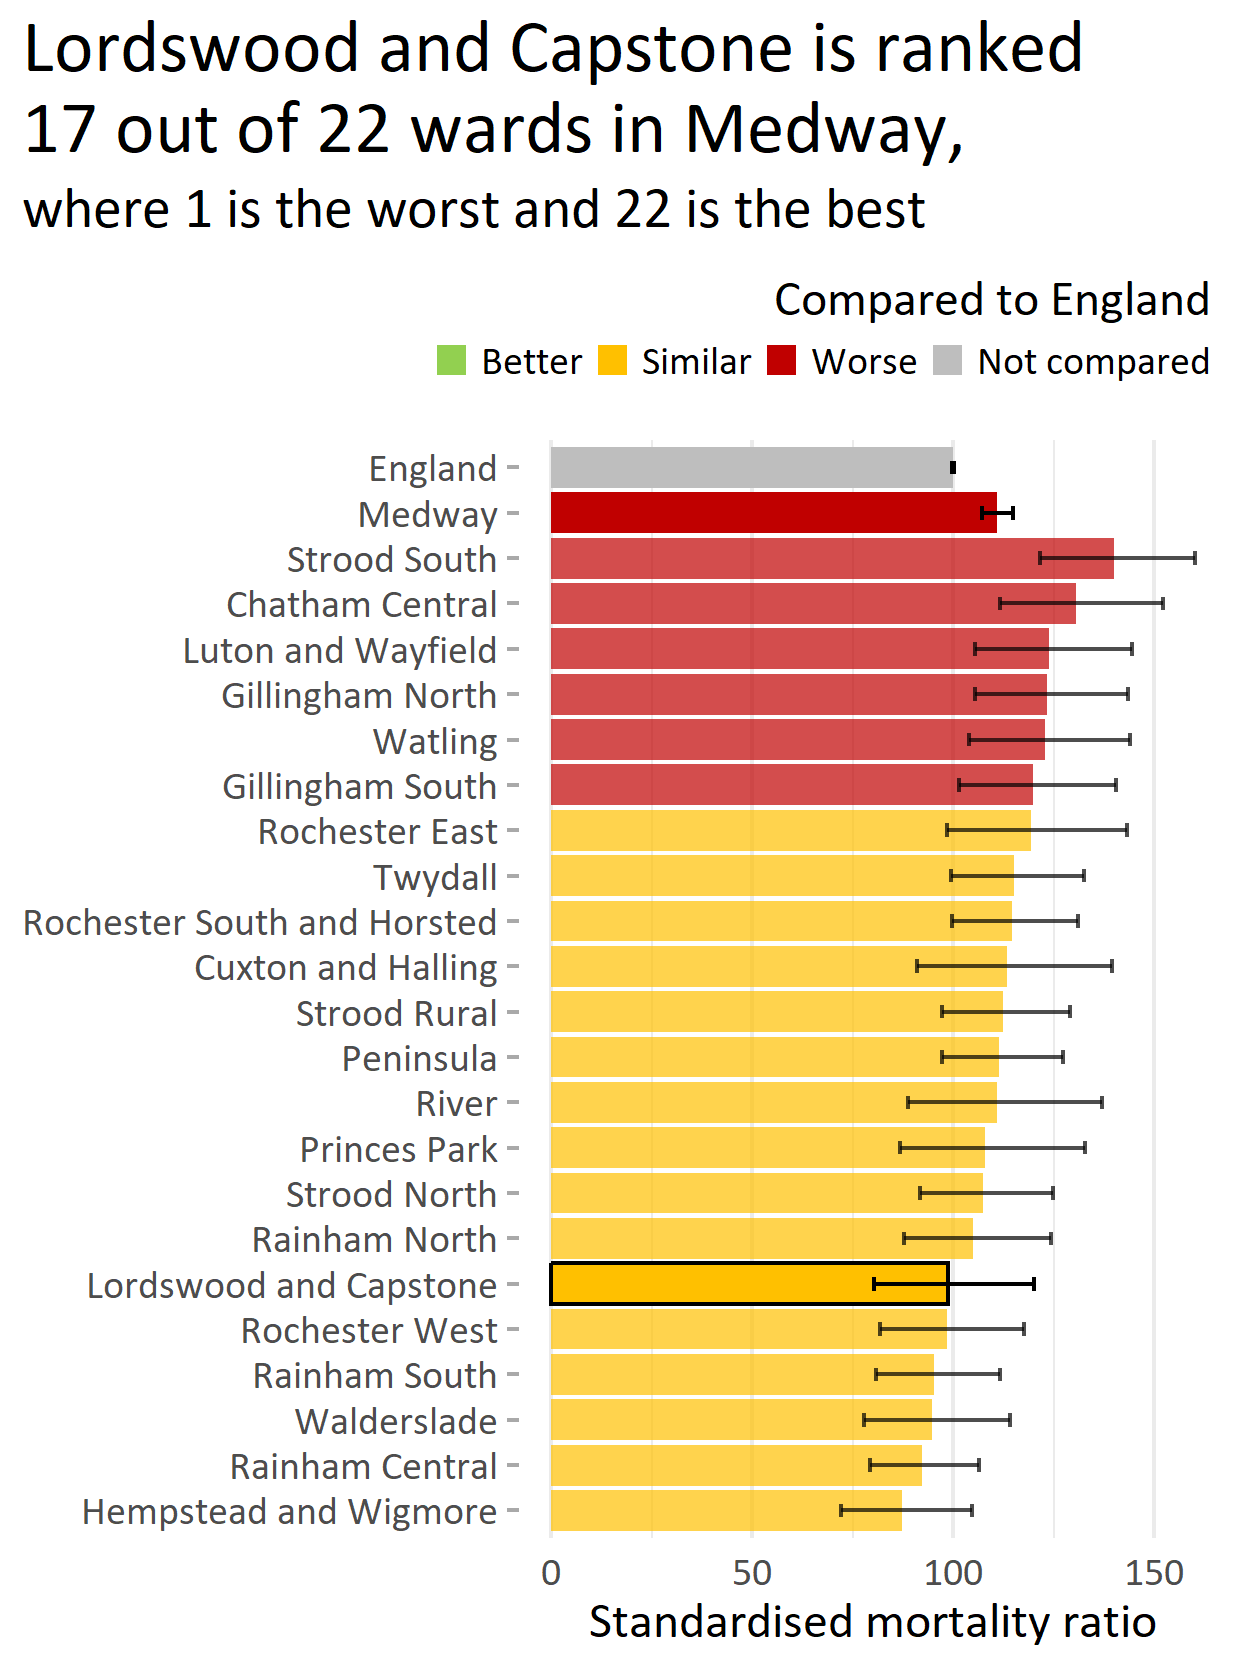 Lordswood and Capstone is ranked
17 out of 22 wards in Medway,
where 1 is the worst and 22 is the best
Compared to England
Better Similar Worse Not compared
England
Medway
Strood South
Chatham Central
Luton and Wayfield
Gillingham North
Watling
Gillingham South
Rochester East
Twydall
Rochester South and Horsted
Cuxton and Halling
Strood Rural
Peninsula
River
Princes Park
Strood North
Rainham North
Lordswood and Capstone
Rochester West
Rainham South
Walderslade
Rainham Central
Hempstead and Wigmore
0 50 100 150
Standardised mortality ratio